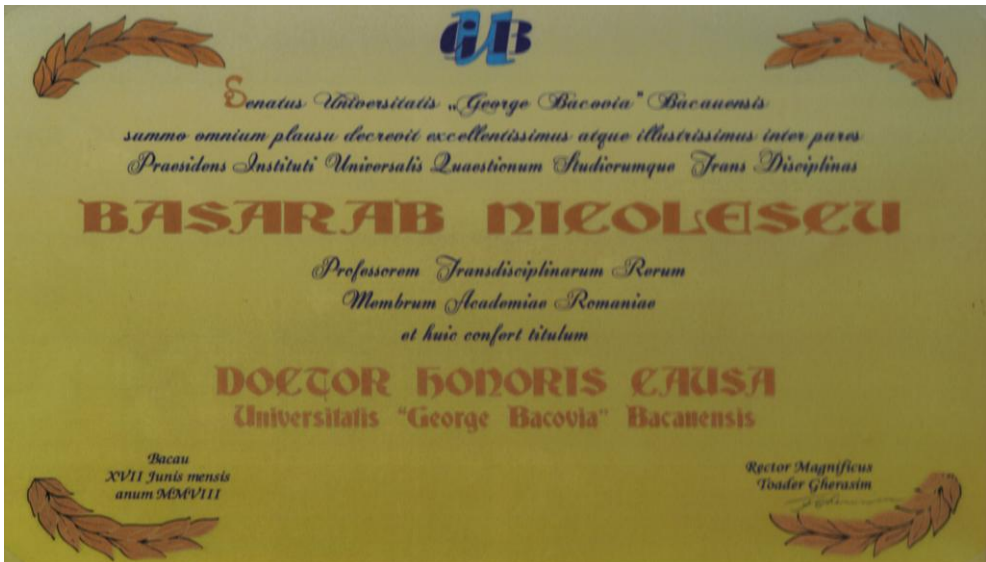 GUB
Senatus Universitatis „George Bacovia” Bacauensis
summo omnium plausu decrevit excellentissimus atque illustrissimus inter pares
Praesidens Instituti Universalis Quaestionum Studiorumque Trans Disciplinas
BASARAB NICOLESCU
Professorem Transdisciplinarum Rerum
Membrum Academiae Romaniae
et huic confert titulum
DOCTOR HONORIS CAUSA
Universitatis "George Bacovia" Bacanensis
Bacau
XVII Junis mensis
anum MMVIII
Rector Magnificus
Toader Gherasim